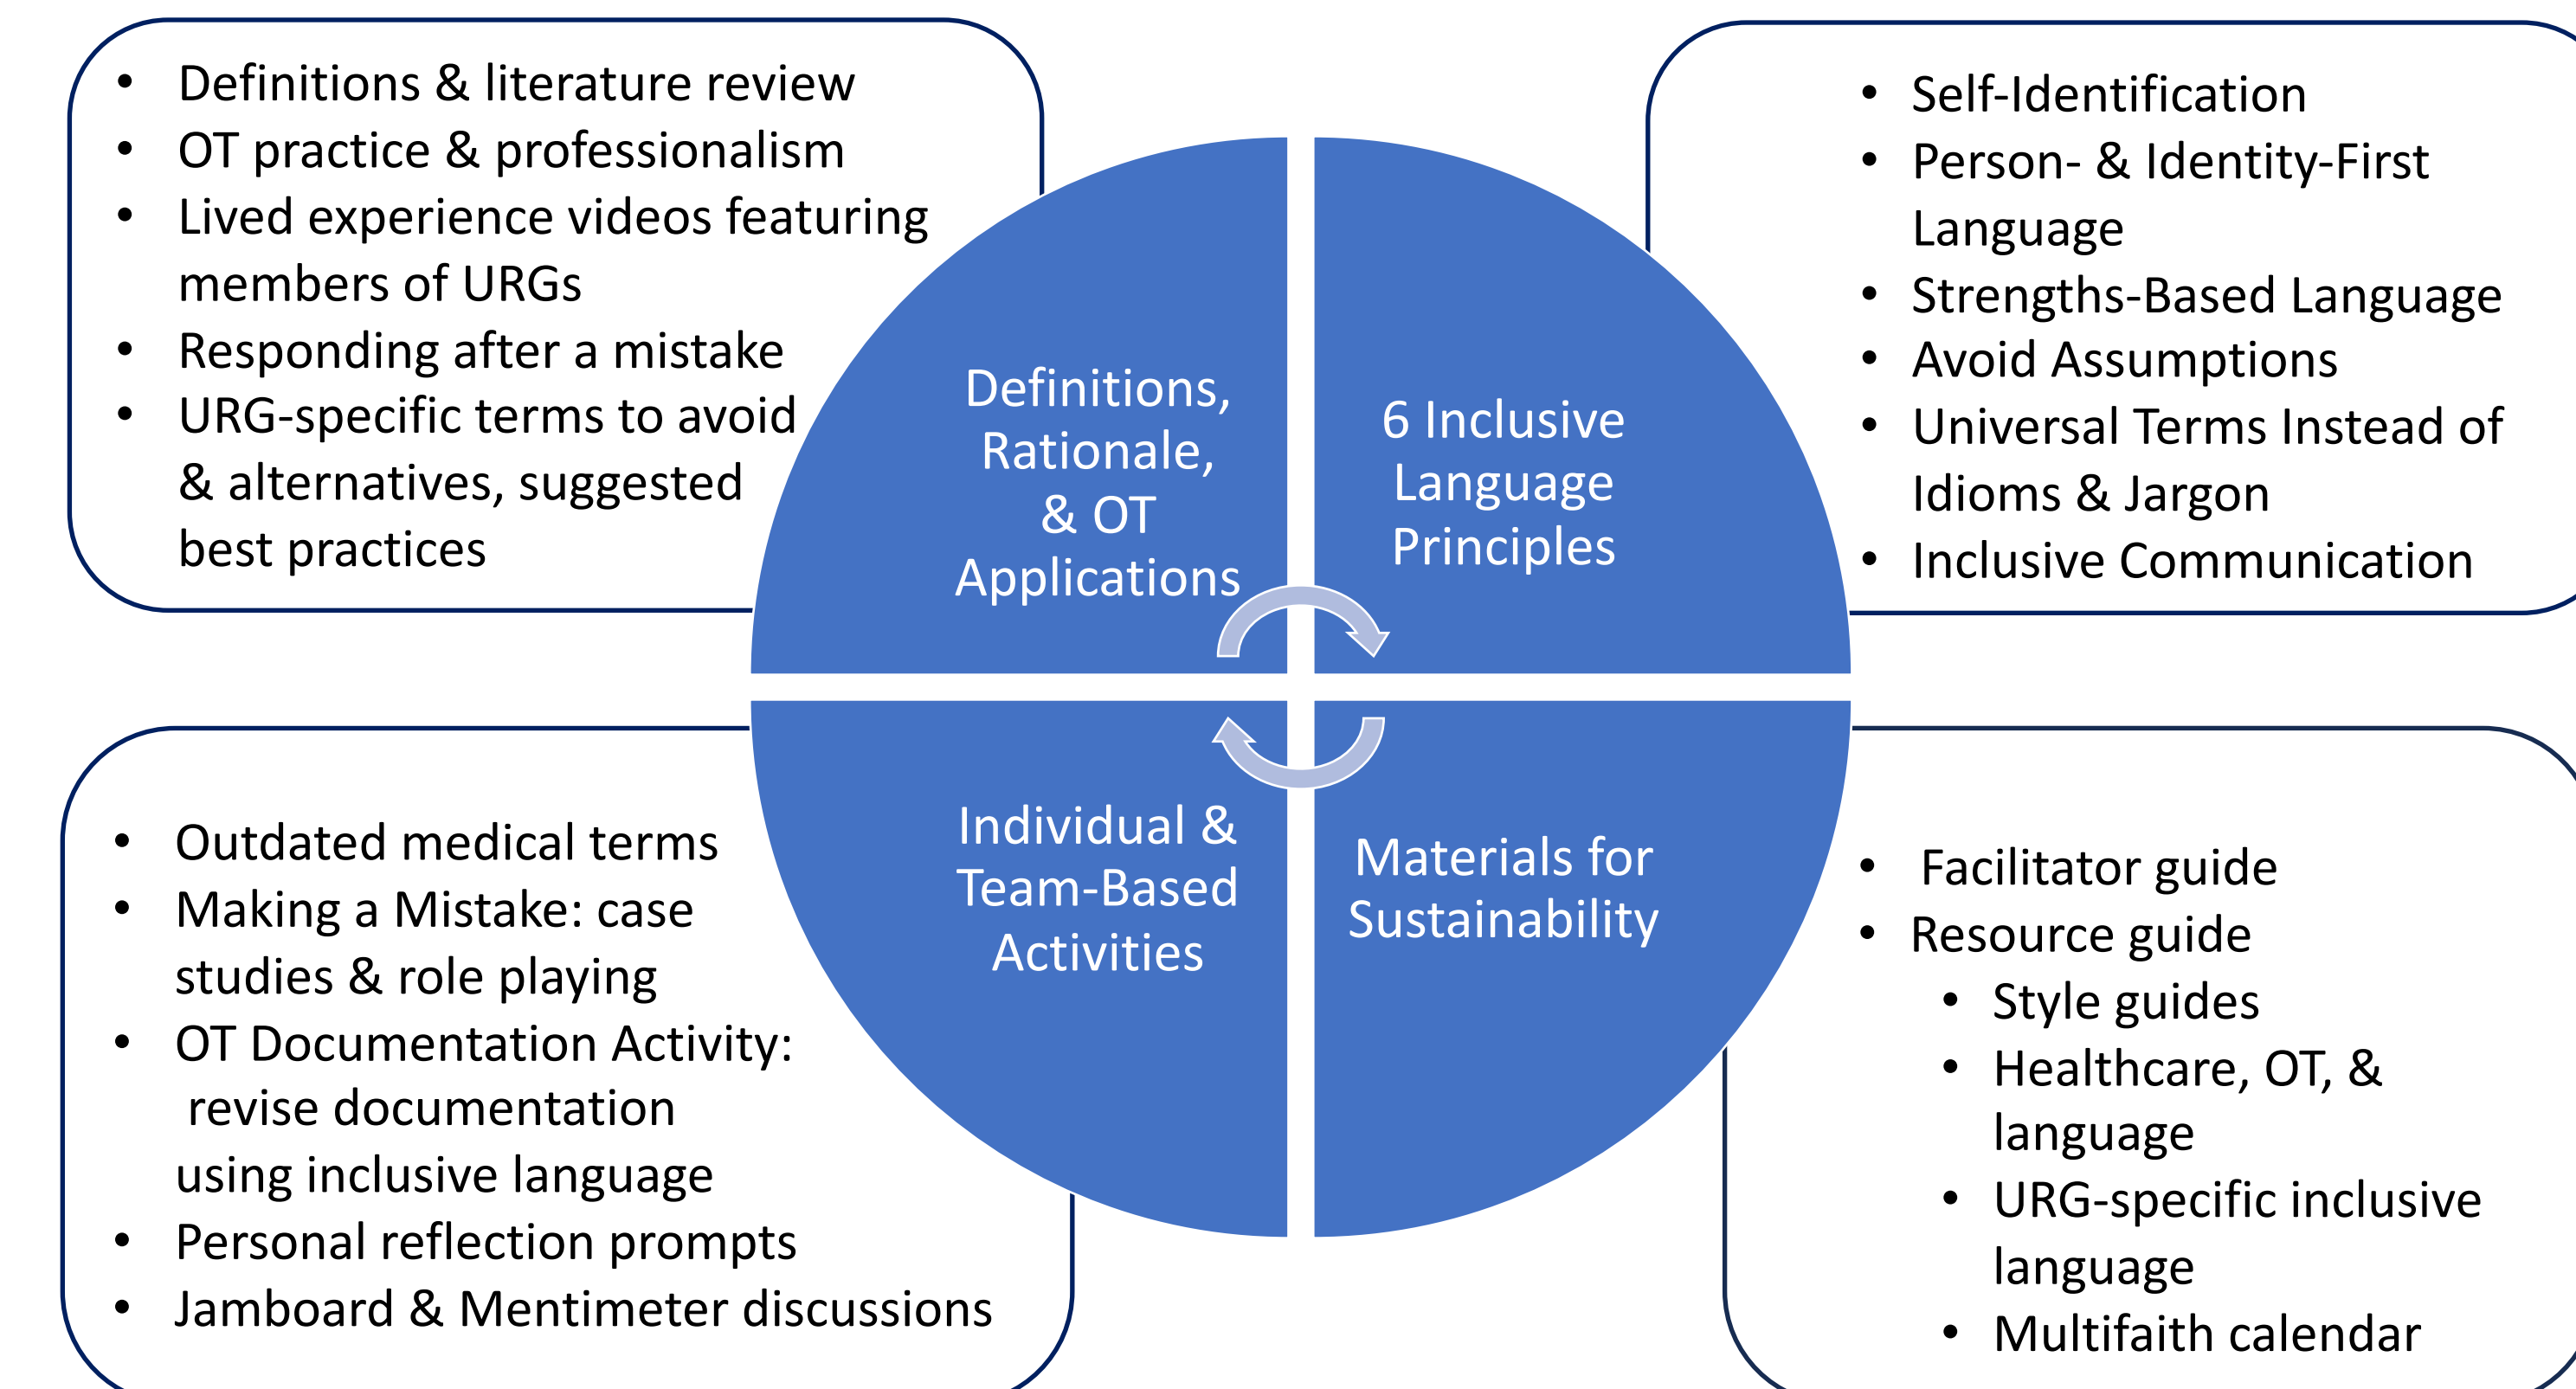 • Definitions & literature review
• OT practice & professionalism
• Lived experience videos featuring
members of URGs
• Responding after a mistake
• URG-specific terms to avoid
& alternatives, suggested
best practices
Definitions,
Rationale,
& OT
Applications
6 Inclusive
Language
Principles
• Self-Identification
• Person- & Identity-First
Language
• Strengths-Based Language
• Avoid Assumptions
• Universal Terms Instead of
Idioms & Jargon
• Inclusive Communication
• Outdated medical terms
• Making a Mistake: case
studies & role playing
• OT Documentation Activity:
revise documentation
using inclusive language
• Personal reflection prompts
• Jamboard & Mentimeter discussions
Individual &
Team-Based
Activities
Materials for
Sustainability
• Facilitator guide
• Resource guide
• Style guides
• Healthcare, OT, &
language
• URG-specific inclusive
language
• Multifaith calendar